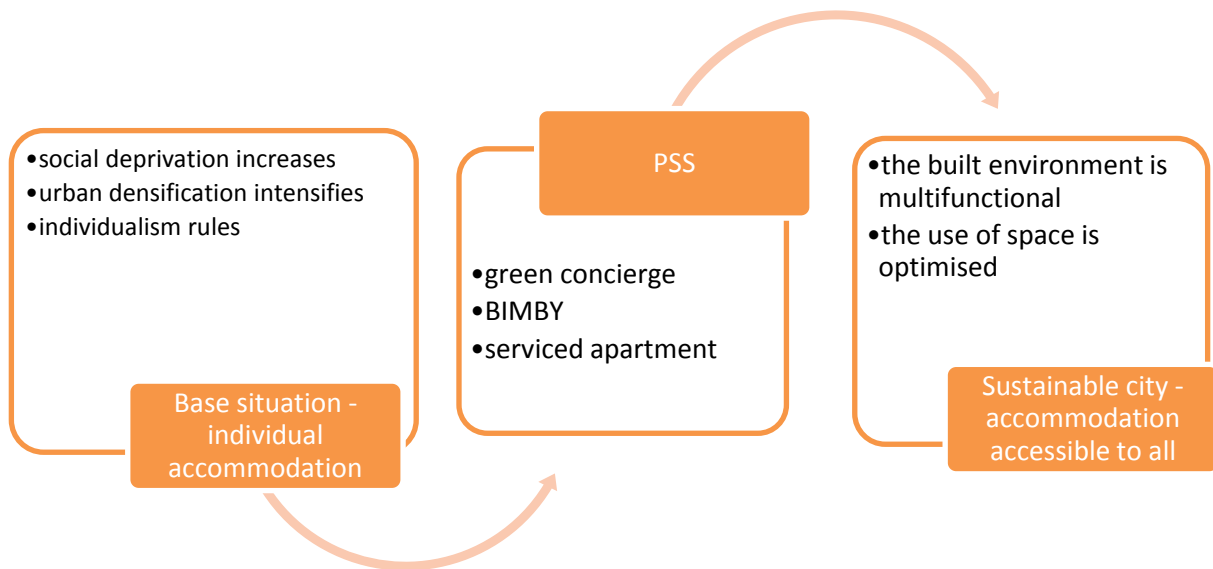 •social deprivation increases
•urban densification intensifies
•individualism rules
Base situation -
individual
accommodation
PSS
•green concierge
•BIMBY
•serviced apartment
•the built environment is
multifunctional
•the use of space is
optimised
Sustainable city -
accommodation
accessible to all